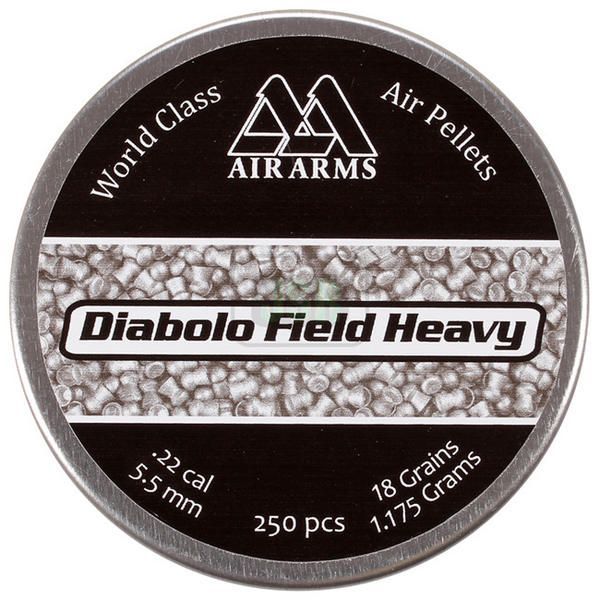 World Class
Air Pellets
AIR ARMS
Diabolo Field Heavy
.22 cal
5.5 mm
250 pcs
18 Grains
1.175 Grams